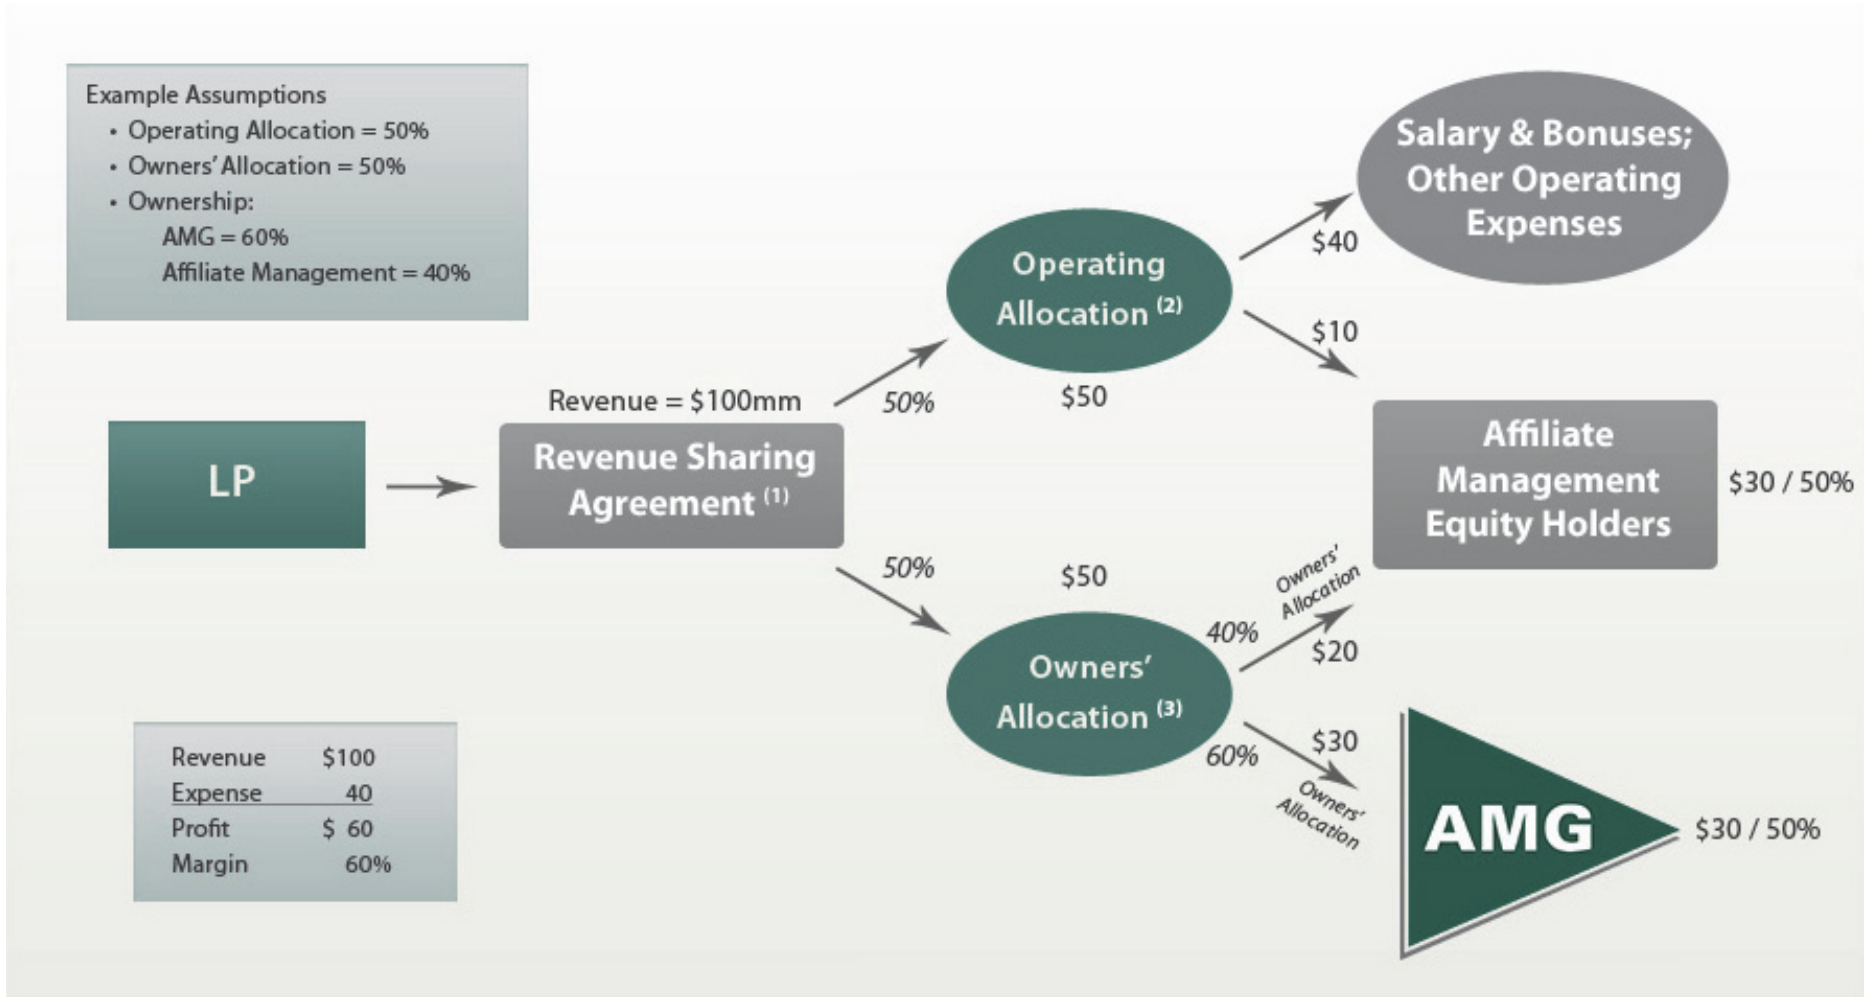 Example Assumptions
• Operating Allocation = 50%
• Owners' Allocation = 50%
• Ownership:
AMG = 60%
Affiliate Management = 40%
Salary & Bonuses;
Other Operating
Expenses
$40
Operating
Allocation (2)
$10
$50
50%
Revenue = $100mm
LP
Revenue Sharing
Agreement (1)
Affiliate
Management
Equity Holders
$30 / 50%
50%
$50
Owners'
Allocation
40%
$20
Owners'
Allocation (3)
$30
60%
Owners'
Allocation
AMG
$30 / 50%
Revenue $100
Expense 40
Profit $ 60
Margin 60%